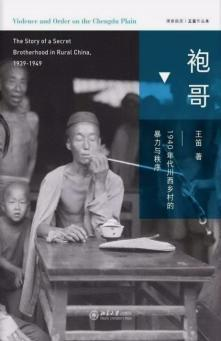 Violence and Order on the Chengdu Plain
The Story of a Secret
Brotherhood in Rural China,
1939-1949
袍哥
1940年代川西乡村的
暴力与秩序
王笛 著
北京大学出版社